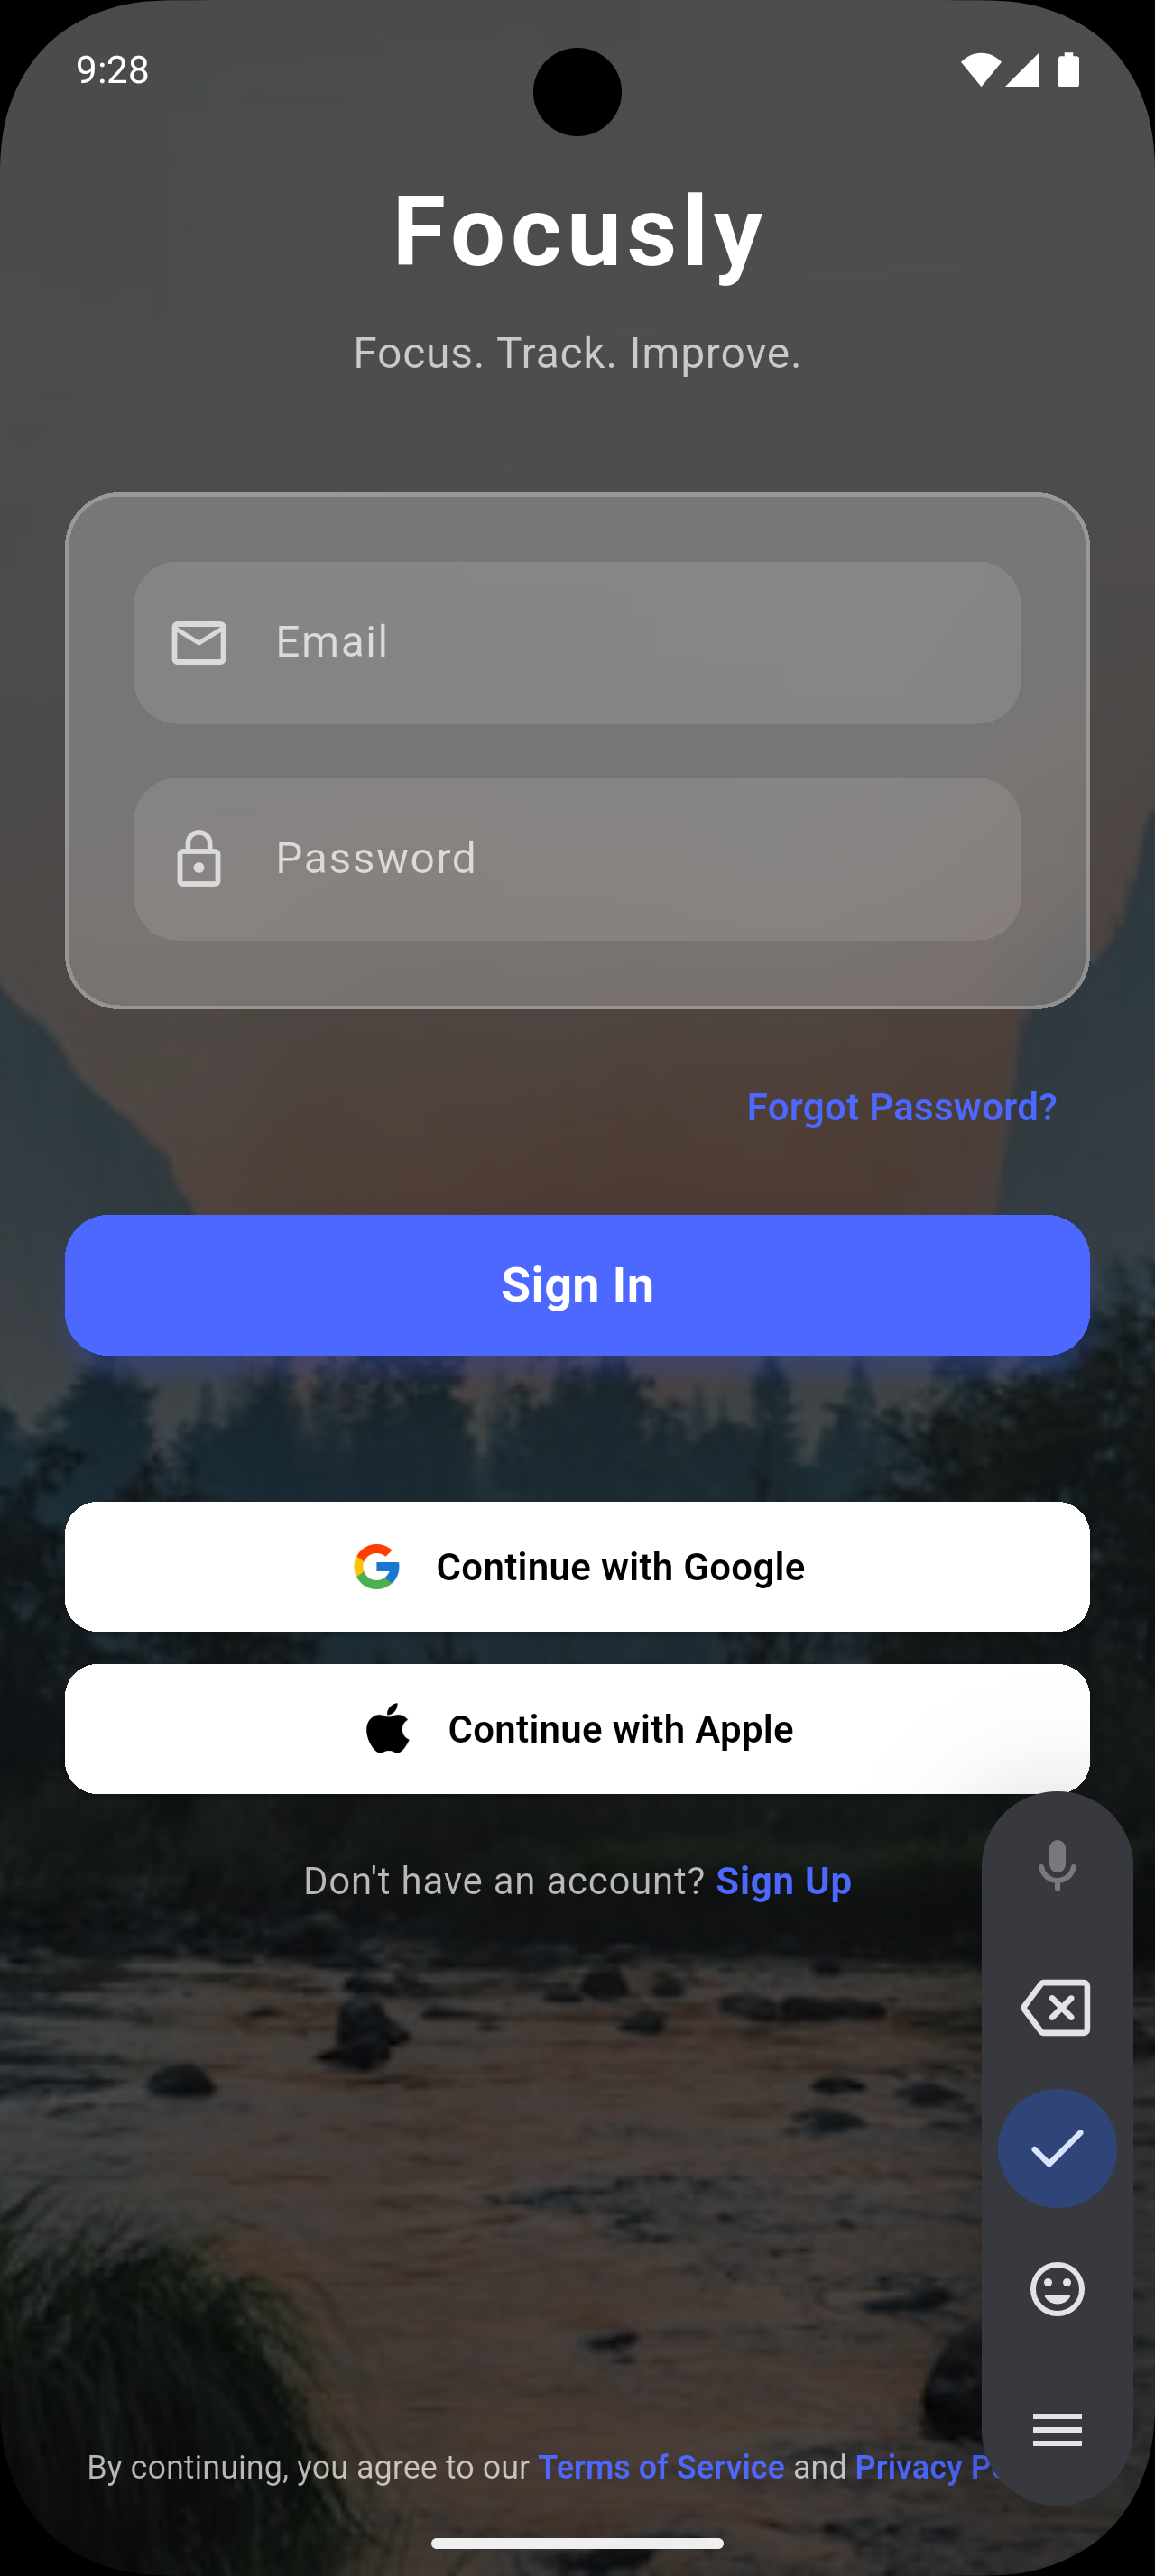 9:28
Focusly
Focus. Track. Improve.
Email
Password
Forgot Password?
Sign In
Continue with Google
Continue with Apple
Don't have an account? Sign Up
By continuing, you agree to our Terms of Service and Privacy